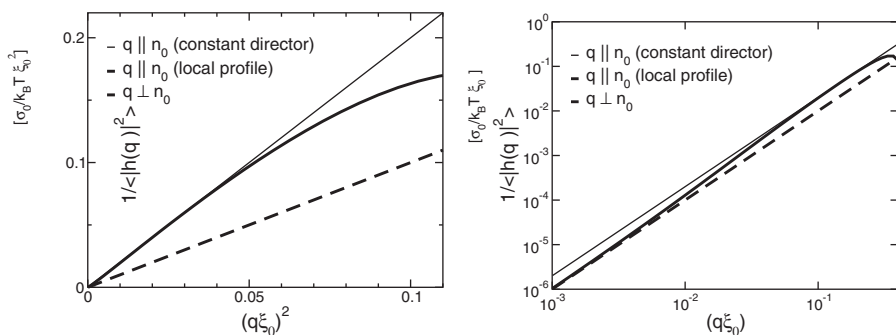 [σ₀/k_B T ξ₀²]
1/<|h(q)|²>
0.2
0.1
0
q || n₀ (constant director)
q || n₀ (local profile)
q ⊥ n₀
0
0.05
0.1
(qξ₀)²
[σ₀/k_B T ξ₀]
1/<|h(q)|²>
10⁰
10⁻¹
10⁻²
10⁻³
10⁻⁴
10⁻⁵
10⁻⁶
q || n₀ (constant director)
q || n₀ (local profile)
q ⊥ n₀
10⁻³
10⁻²
10⁻¹
(qξ₀)